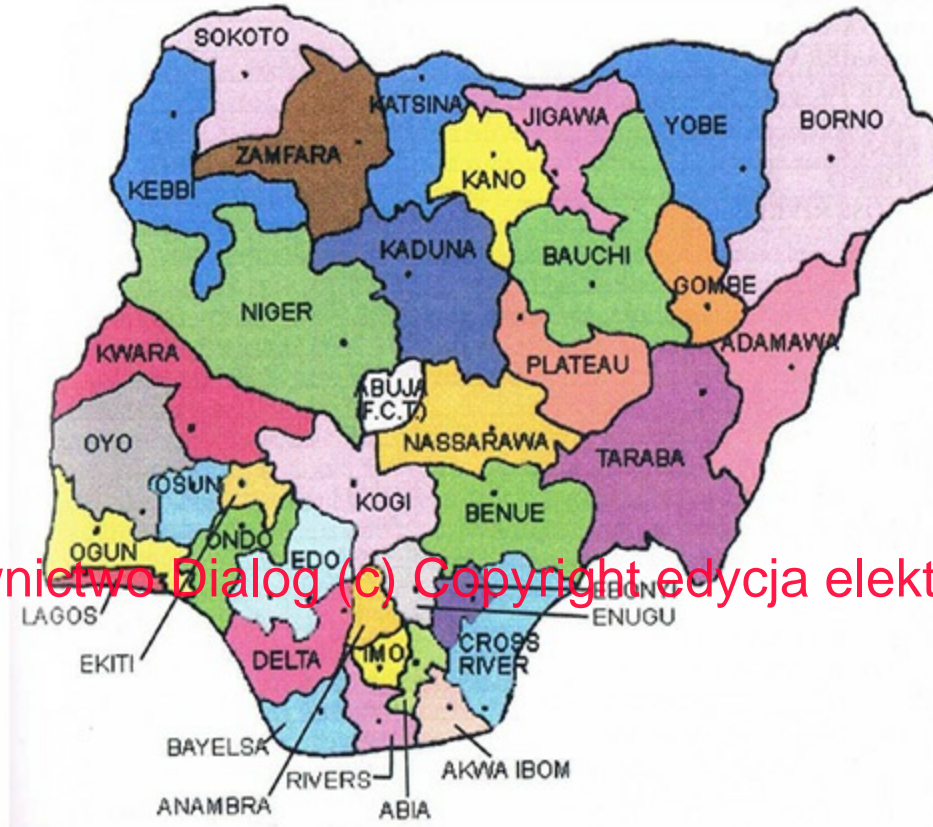 SOKOTO
KATSINA
JIGAWA
YOBE
BORNO
ZAMFARA
KANO
KEBBI
KADUNA
BAUCHI
GOMBE
NIGER
ADAMAWA
KWARA
PLATEAU
ABUJA
(F.C.T.)
NASSARAWA
OYO
TARABA
OSUN
KOGI
BENUE
ONDO
OGUN
EDO
wnictwo Dialog (c) Copyright edycja elekt
EBONYI
LAGOS
ENUGU
EKITI
DELTA
IMO
CROSS
RIVER
BAYELSA
RIVERS
AKWA IBOM
ANAMBRA
ABIA